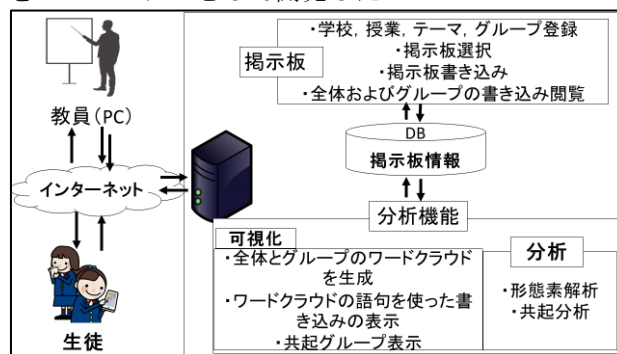 教員(PC)
インターネット
生徒
掲示板
・学校, 授業, テーマ, グループ登録
・掲示板選択
・掲示板書き込み
・全体およびグループの書き込み閲覧
DB
掲示板情報
分析機能
可視化
・全体とグループのワードクラウド
を生成
・ワードクラウドの語句を使った書
き込みの表示
・共起グループ表示
分析
・形態素解析
・共起分析